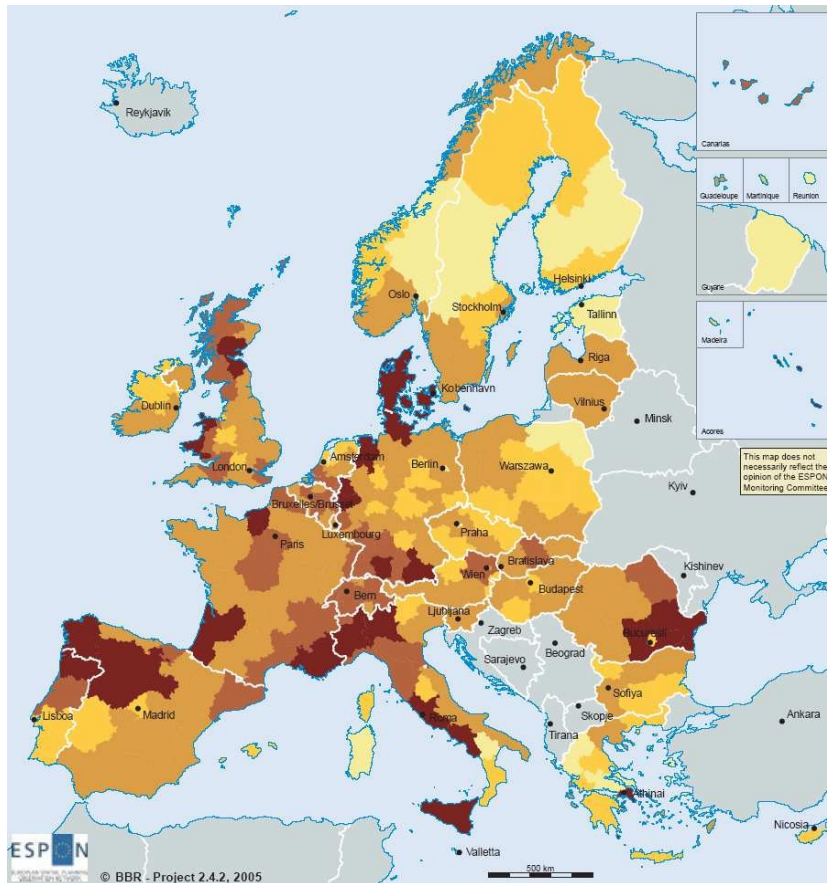 Reykjavik
Canarias
Guadeloupe
Martinique
Reunion
Guyane
Helsinki
Oslo
Stockholm
Tallinn
Madeira
Riga
Kobenhavn
Dublin
Vilnius
Minsk
Acores
London
Amsterdam
Berlin
Warszawa
This map does not
necessarily reflect the
opinion of the ESPON
Monitoring Committee
Kyiv
Bruxelles/Brussel
Luxembourg
Praha
Paris
Kishinev
Wien
Bratislava
Budapest
Bern
Ljubljana
Zagreb
Bucuresti
Beograd
Sarajevo
Sofiya
Lisboa
Madrid
Roma
Skopje
Ankara
Tirana
Athinai
Nicosia
ESPON
Valletta
500 km
© BBR - Project 2.4.2, 2005